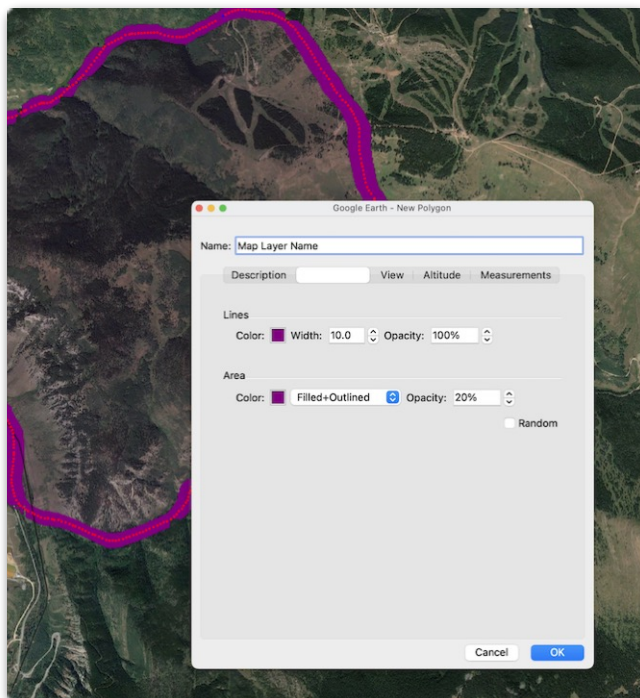 Google Earth - New Polygon
Name: Map Layer Name
Description View Altitude Measurements
Lines
Color: Width: 10.0 Opacity: 100%
Area
Color: Filled+Outlined Opacity: 20%
Random
Cancel OK